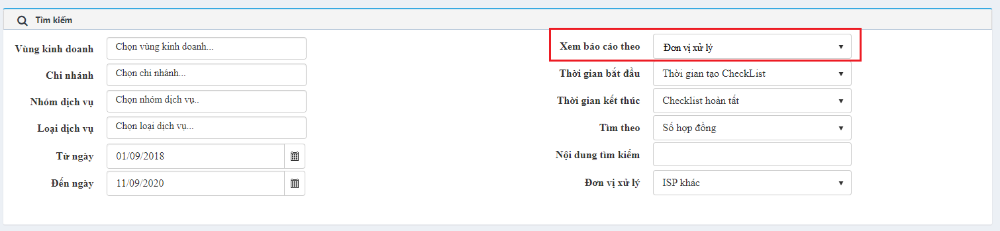 Tìm kiếm
Vùng kinh doanh Chọn vùng kinh doanh... Xem báo cáo theo Đơn vị xử lý
Chi nhánh Chọn chi nhánh... Thời gian bắt đầu Thời gian tạo CheckList
Nhóm dịch vụ Chọn nhóm dịch vụ.. Thời gian kết thúc Checklist hoàn tất
Loại dịch vụ Chọn loại dịch vụ... Tìm theo Số hợp đồng
Từ ngày 01/09/2018 Nội dung tìm kiếm
Đến ngày 11/09/2020 Đơn vị xử lý ISP khác